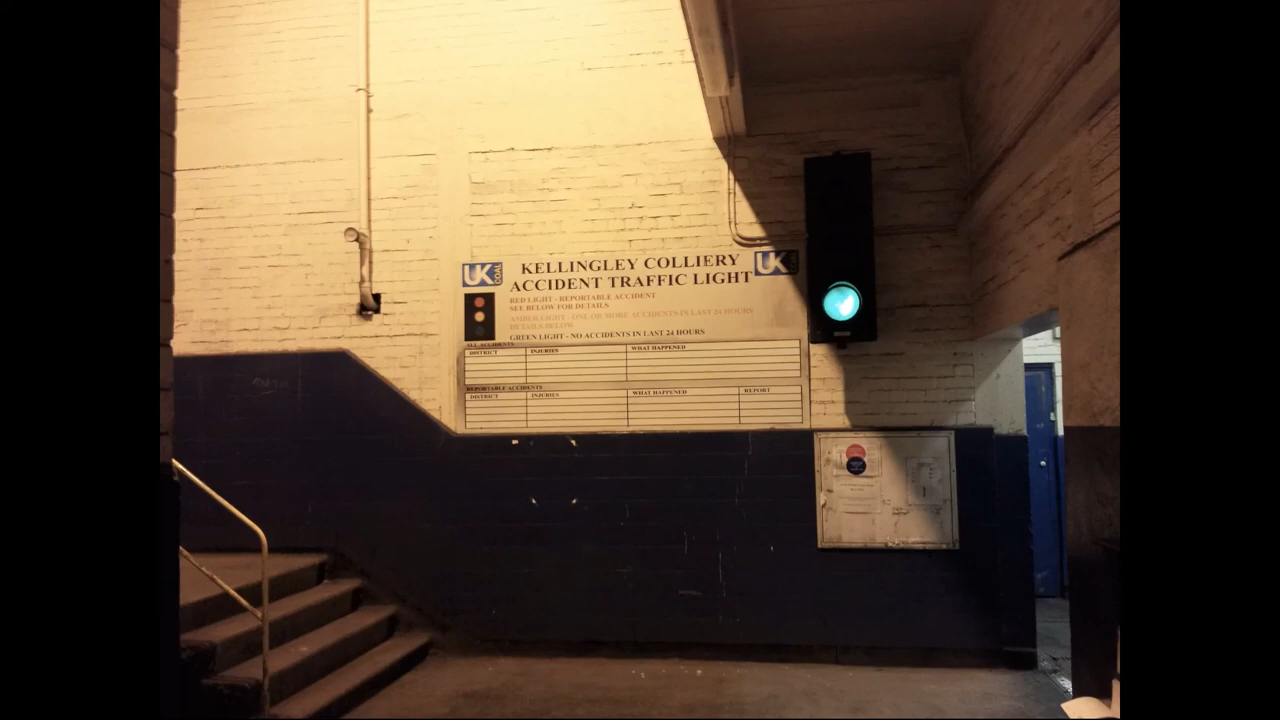 UK COAL
KELLINGLEY COLLIERY
UK COAL
ACCIDENT TRAFFIC LIGHT
RED LIGHT - REPORTABLE ACCIDENT
SEE BELOW FOR DETAILS
AMBER LIGHT - ONE OR MORE ACCIDENTS IN LAST 24 HOURS
DETAILS BELOW
GREEN LIGHT - NO ACCIDENTS IN LAST 24 HOURS
ALL ACCIDENTS
DISTRICT INJURIES WHAT HAPPENED
REPORTABLE ACCIDENTS
DISTRICT INJURIES WHAT HAPPENED REPORT